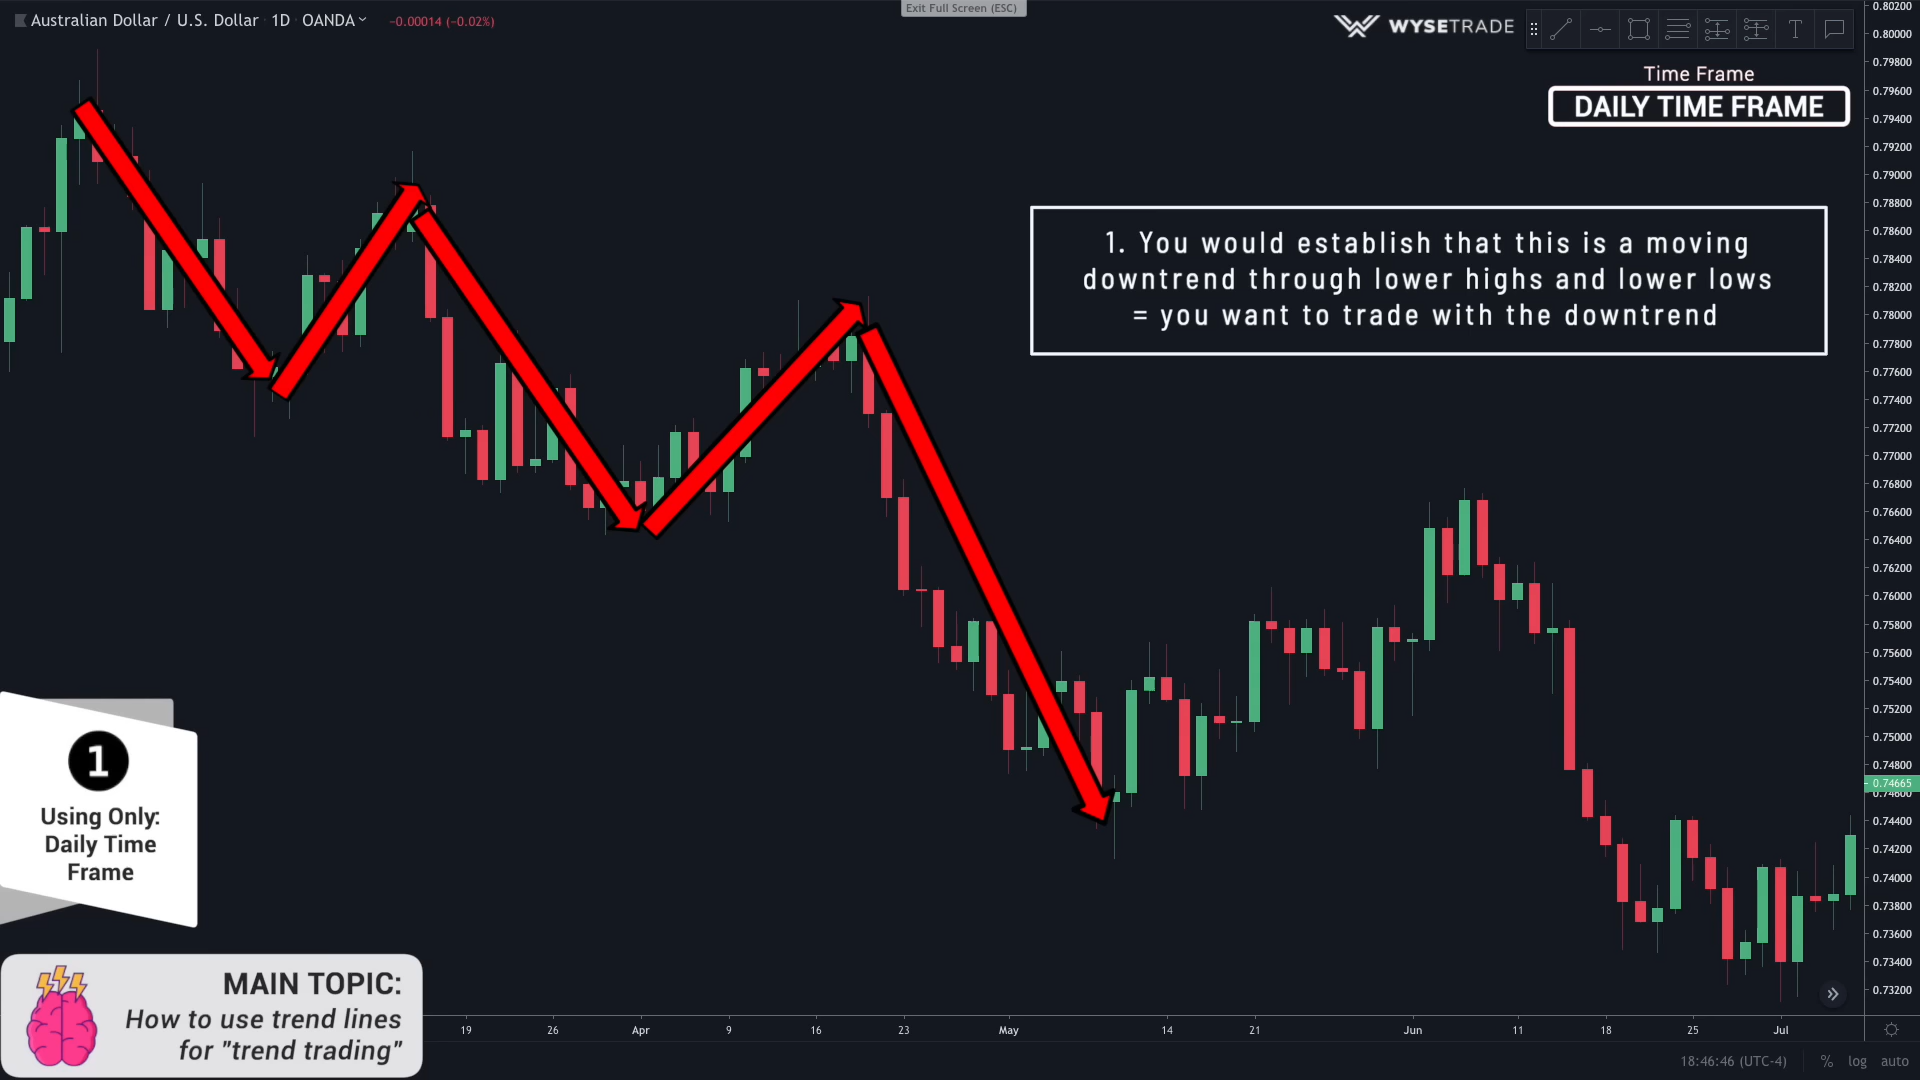 Australian Dollar / U.S. Dollar 1D OANDA -0.00014 (-0.02%)
Exit Full Screen (ESC)
WYSETRADE
T
Time Frame
DAILY TIME FRAME
1. You would establish that this is a moving
downtrend through lower highs and lower lows
= you want to trade with the downtrend
1
Using Only:
Daily Time
Frame
MAIN TOPIC:
How to use trend lines
for "trend trading"
0.80200
0.80000
0.79800
0.79600
0.79400
0.79200
0.79000
0.78800
0.78600
0.78400
0.78200
0.78000
0.77800
0.77600
0.77400
0.77200
0.77000
0.76800
0.76600
0.76400
0.76200
0.76000
0.75800
0.75600
0.75400
0.75200
0.75000
0.74800
0.74665
0.74600
0.74400
0.74200
0.74000
0.73800
0.73600
0.73400
0.73200
19 26 Apr 9 16 23 May 14 21 Jun 11 18 25 Jul
18:46:46 (UTC-4) % log auto